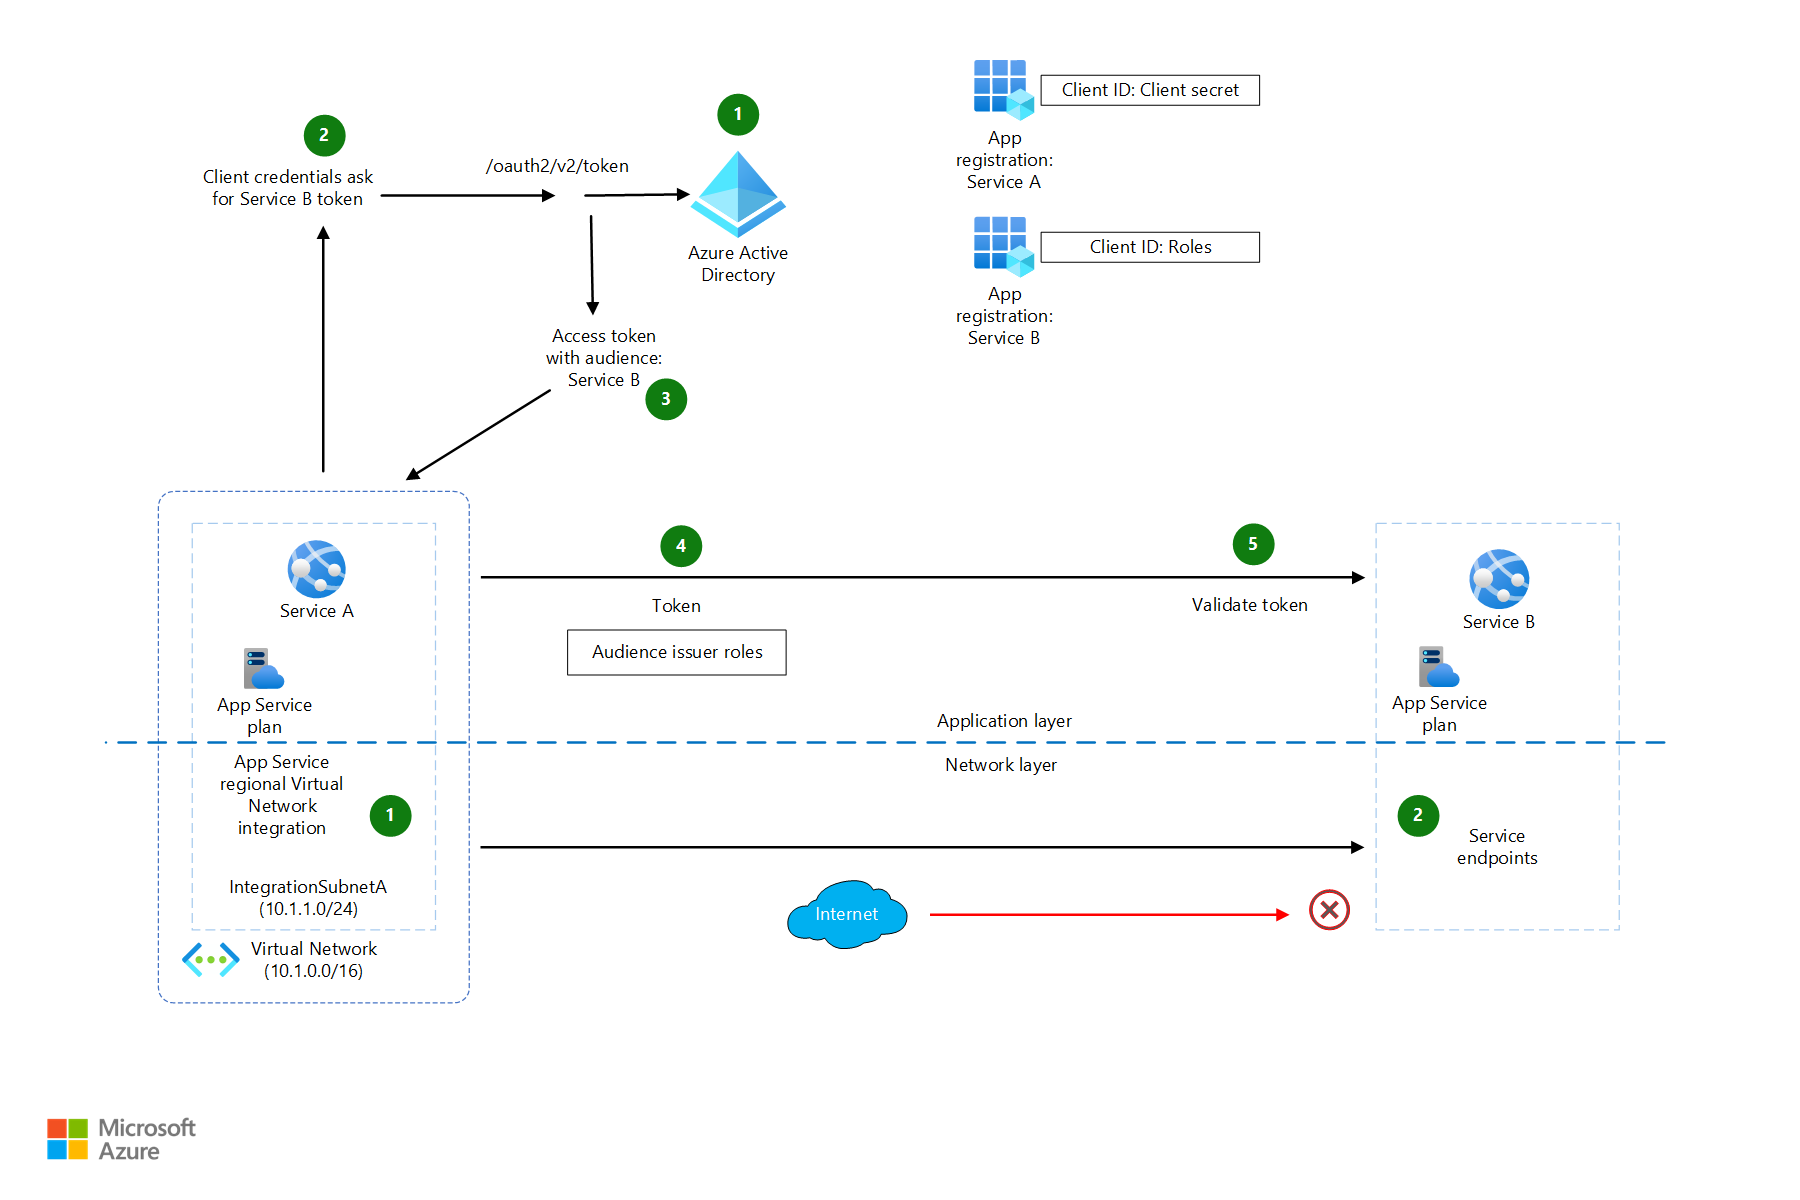 1
Client ID: Client secret
App
registration:
Service A
2
Client credentials ask
for Service B token
/oauth2/v2/token
Azure Active
Directory
Client ID: Roles
App
registration:
Service B
Access token
with audience:
Service B
3
Service A
App Service
plan
4
Token
Audience issuer roles
5
Validate token
Service B
App Service
plan
Application layer
Network layer
App Service
regional Virtual
Network
integration
1
IntegrationSubnetA
(10.1.1.0/24)
Virtual Network
(10.1.0.0/16)
2
Service
endpoints
Internet
Microsoft
Azure